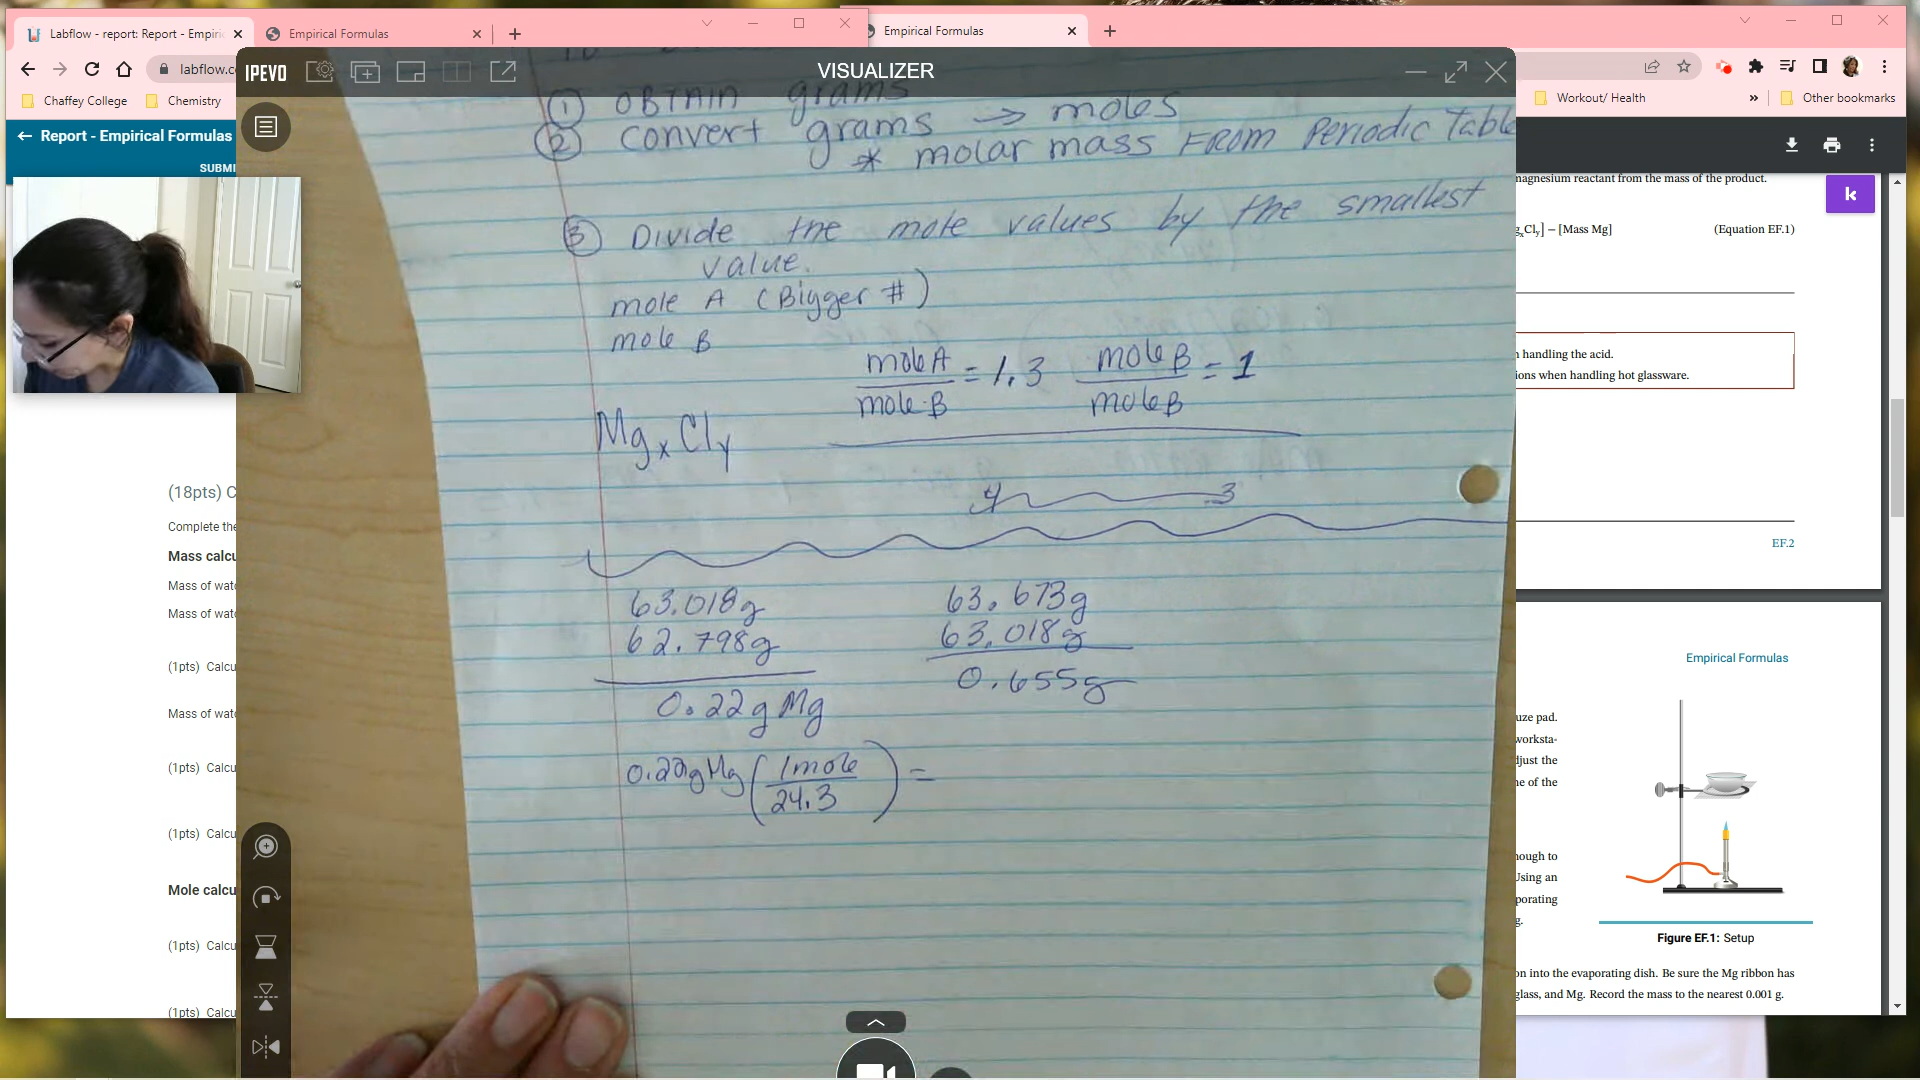 Labflow - report: Report - Empiri
Empirical Formulas
Empirical Formulas
labflow.c
Chaffey College
Chemistry
Workout/ Health
»
Other bookmarks
IPEVO
VISUALIZER
← Report - Empirical Formulas
SUBMI
① OBTAIN grams
② Convert grams → moles
* molar mass FROM Periodic Table
③ Divide the mole values by the smallest
value.
mole A (Bigger #)
mole B
moleA/mole B = 1.3 mole B/mole B = 1
MgxCly
63.018g
62.798g
0.22g Mg
63.673g
63.018g
0.655g
0.22g Mg (1mole/24.3) =
(18pts) C
Complete the
Mass calcu
Mass of wat
Mass of wat
(1pts) Calcu
Mass of wat
(1pts) Calcu
(1pts) Calcu
Mole calcu
(1pts) Calcu
(1pts) Calcu
k
magnesium reactant from the mass of the product.
gxCly] – [Mass Mg] (Equation EF.1)
handling the acid.
ions when handling hot glassware.
EF.2
Empirical Formulas
uze pad.
worksta-
djust the
ne of the
nough to
Using an
porating
g.
Figure EF.1: Setup
on into the evaporating dish. Be sure the Mg ribbon has
glass, and Mg. Record the mass to the nearest 0.001 g.